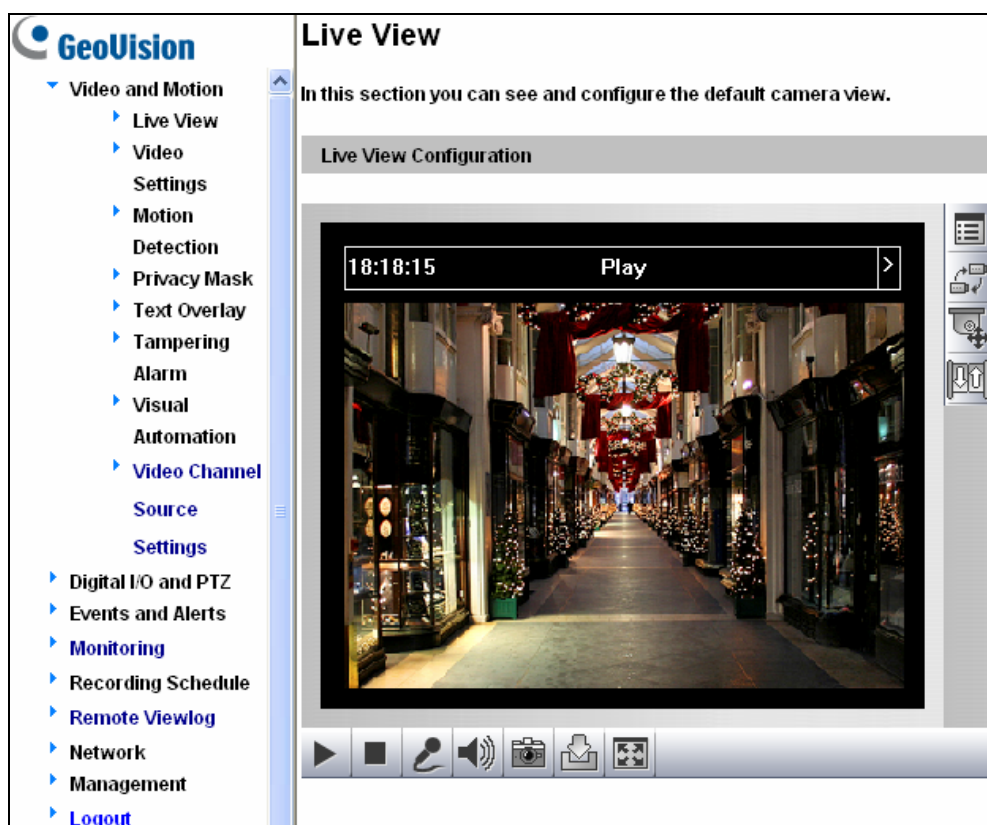 GeoVision
Video and Motion
Live View
Video
Settings
Motion
Detection
Privacy Mask
Text Overlay
Tampering
Alarm
Visual
Automation
Video Channel
Source
Settings
Digital I/O and PTZ
Events and Alerts
Monitoring
Recording Schedule
Remote Viewlog
Network
Management
Logout
Live View
In this section you can see and configure the default camera view.
Live View Configuration
18:18:15 Play >